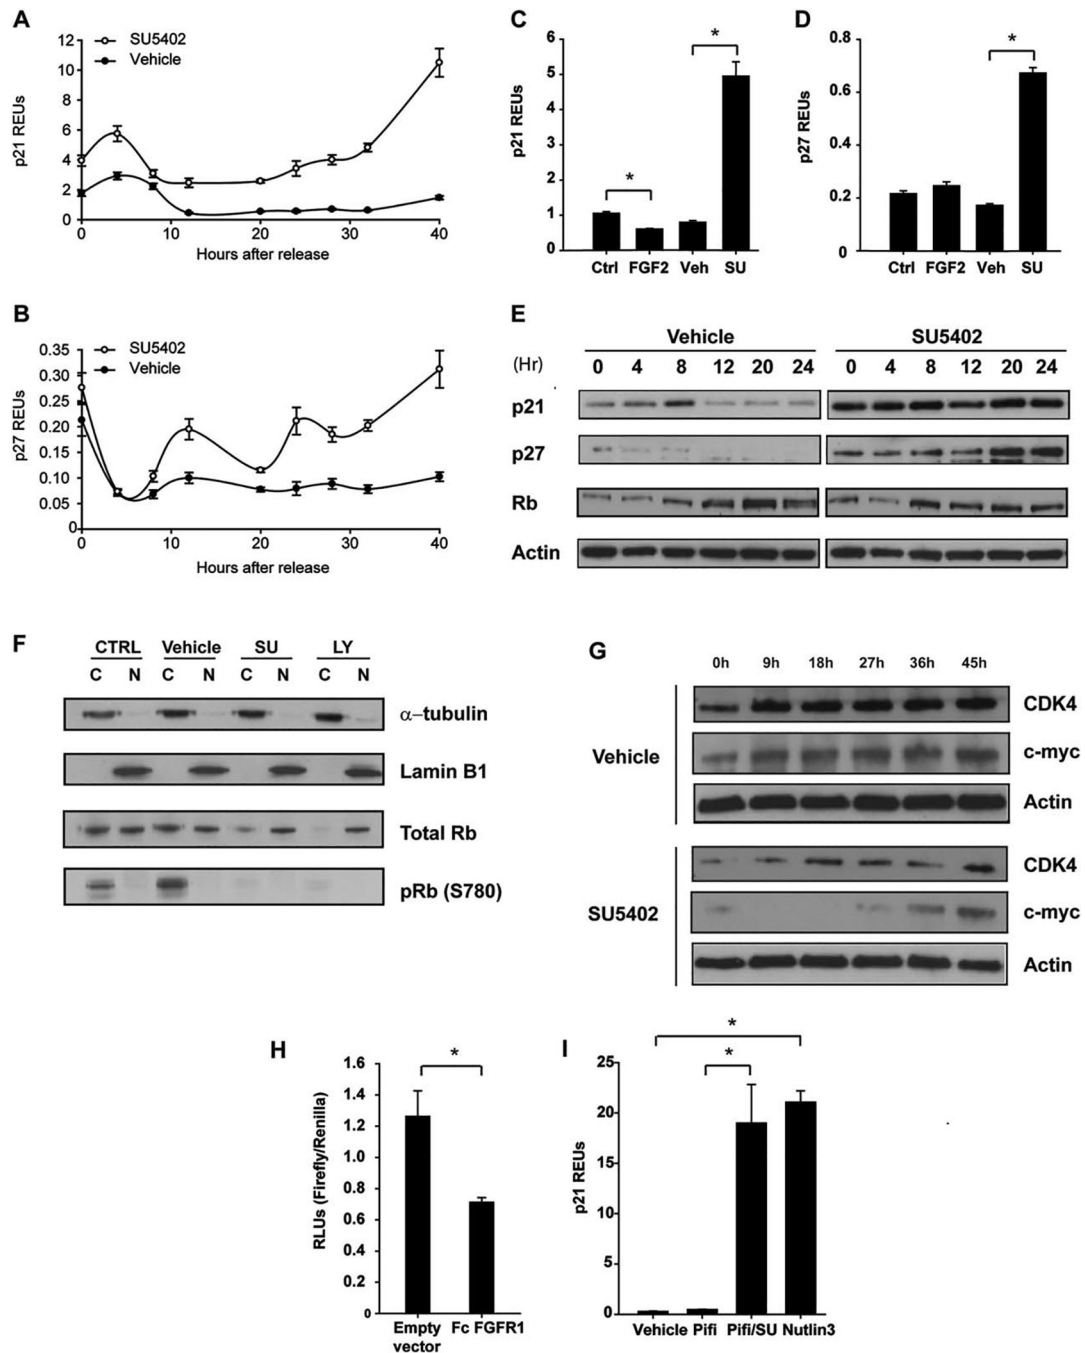 A
SU5402
Vehicle
p21 REUs
12
10
8
6
4
2
0
0 10 20 30 40
Hours after release
B
SU5402
Vehicle
p27 REUs
0.35
0.30
0.25
0.20
0.15
0.10
0.05
0
0 10 20 30 40
Hours after release
C
p21 REUs
6
5
4
3
2
1
0
*
*
Ctrl FGF2 Veh SU
D
p27 REUs
0.8
0.6
0.4
0.2
0
*
Ctrl FGF2 Veh SU
E
Vehicle SU5402
(Hr) 0 4 8 12 20 24 0 4 8 12 20 24
p21
p27
Rb
Actin
F
CTRL Vehicle SU LY
C N C N C N C N
α–tubulin
Lamin B1
Total Rb
pRb (S780)
G
0h 9h 18h 27h 36h 45h
Vehicle
CDK4
c-myc
Actin
SU5402
CDK4
c-myc
Actin
H
RLUs (Firefly/Renilla)
1.6
1.4
1.2
1.0
0.8
0.6
0.4
0.2
0
*
Empty vector
Fc FGFR1
I
p21 REUs
25
20
15
10
5
0
*
*
Vehicle Pifi Pifi/SU Nutlin3